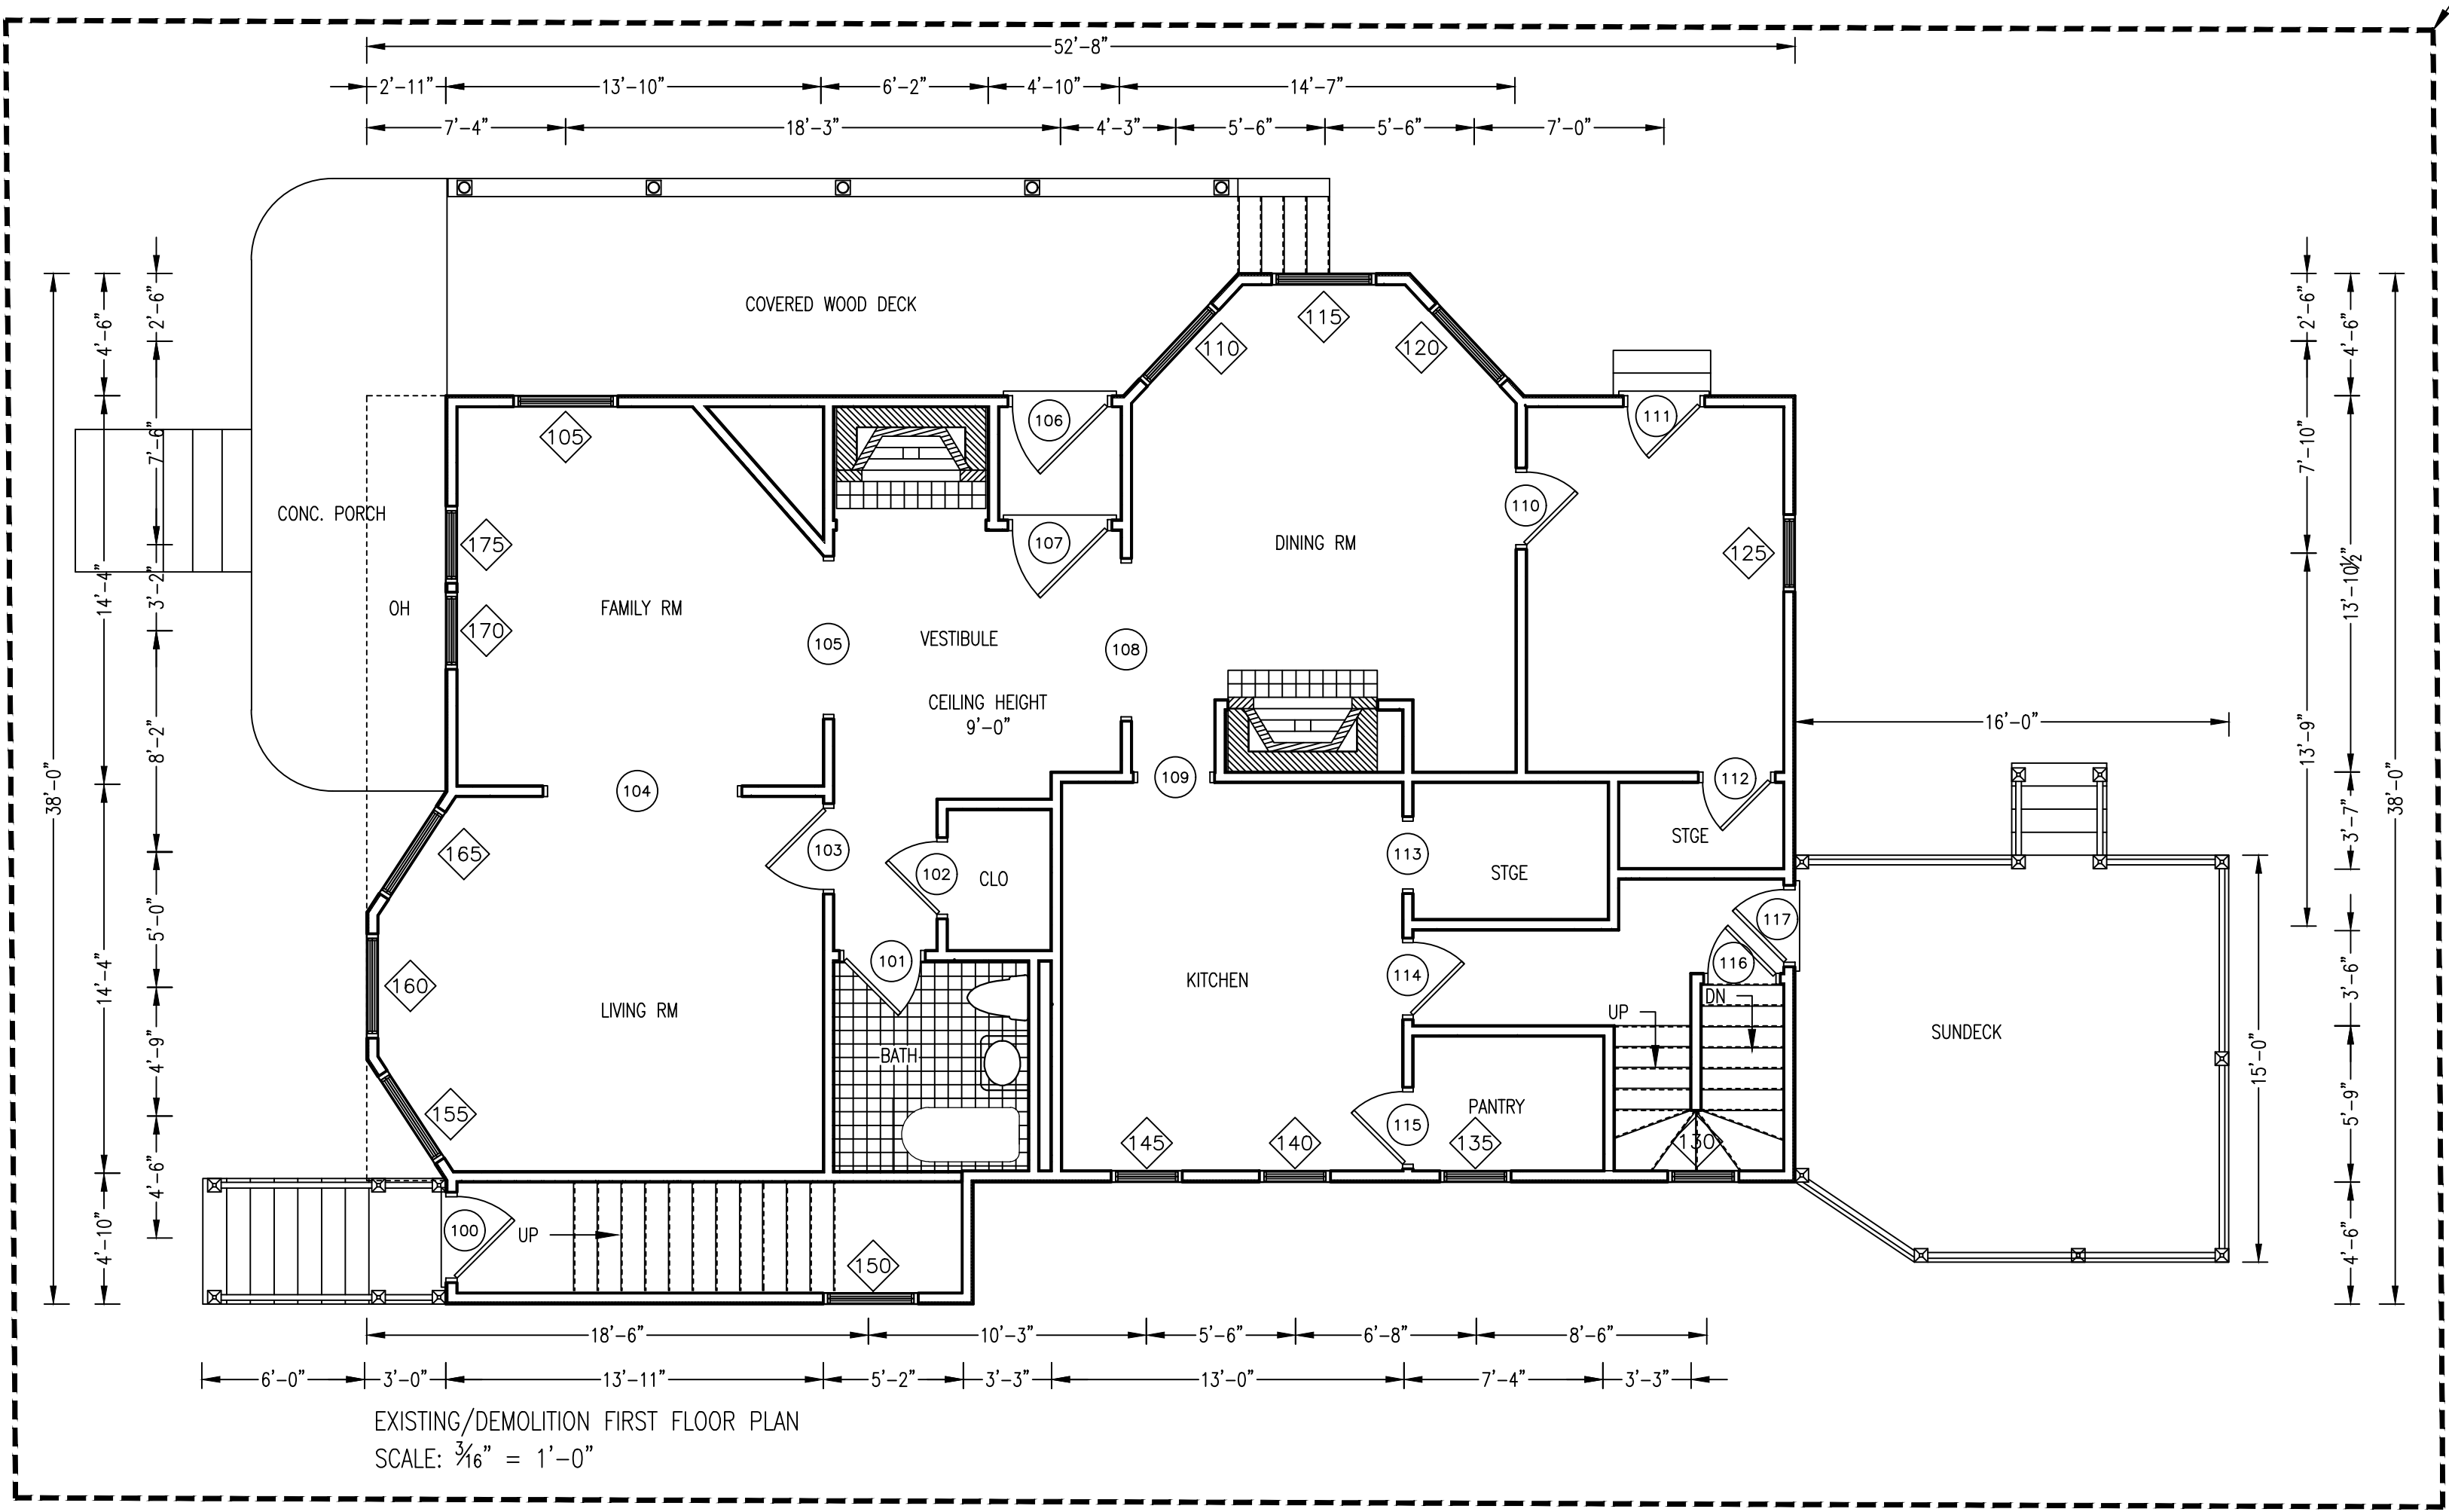 52'-8"
2'-11" 13'-10" 6'-2" 4'-10" 14'-7"
7'-4" 18'-3" 4'-3" 5'-6" 5'-6" 7'-0"
38'-0"
4'-6" 14'-4" 14'-4" 4'-10"
2'-6" 7'-6" 3'-2" 8'-2" 5'-0" 4'-9" 4'-6"
COVERED WOOD DECK
110 115 120
105 106 111
CONC. PORCH
175 107 DINING RM 110 125
OH FAMILY RM
170 105 VESTIBULE 108
CEILING HEIGHT
9'-0"
104 109 112
165 103 102 CLO 113 STGE STGE
101 117
116
160 LIVING RM KITCHEN 114 UP DN SUNDECK
BATH
155 PANTRY
145 140 115 135 130
100 UP 150
2'-6" 7'-10" 13'-9"
4'-6" 13'-10½" 3'-7" 3'-6" 5'-9" 4'-6"
38'-0"
16'-0"
15'-0"
18'-6" 10'-3" 5'-6" 6'-8" 8'-6"
6'-0" 3'-0" 13'-11" 5'-2" 3'-3" 13'-0" 7'-4" 3'-3"
EXISTING/DEMOLITION FIRST FLOOR PLAN
SCALE: 3/16" = 1'-0"